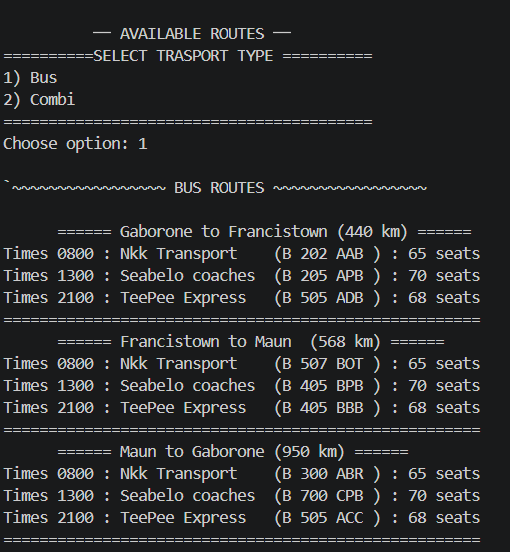 ── AVAILABLE ROUTES ──
==========SELECT TRASPORT TYPE ==========
1) Bus
2) Combi
=========================================
Choose option: 1
`~~~~~~~~~~~~~~~~~ BUS ROUTES ~~~~~~~~~~~~~~~~~
====== Gaborone to Francistown (440 km) ======
Times 0800 : Nkk Transport    (B 202 AAB ) : 65 seats
Times 1300 : Seabelo coaches  (B 205 APB ) : 70 seats
Times 2100 : TeePee Express   (B 505 ADB ) : 68 seats
=====================================================
====== Francistown to Maun  (568 km) ======
Times 0800 : Nkk Transport    (B 507 BOT ) : 65 seats
Times 1300 : Seabelo coaches  (B 405 BPB ) : 70 seats
Times 2100 : TeePee Express   (B 405 BBB ) : 68 seats
=====================================================
====== Maun to Gaborone (950 km) ======
Times 0800 : Nkk Transport    (B 300 ABR ) : 65 seats
Times 1300 : Seabelo coaches  (B 700 CPB ) : 70 seats
Times 2100 : TeePee Express   (B 505 ACC ) : 68 seats
=====================================================